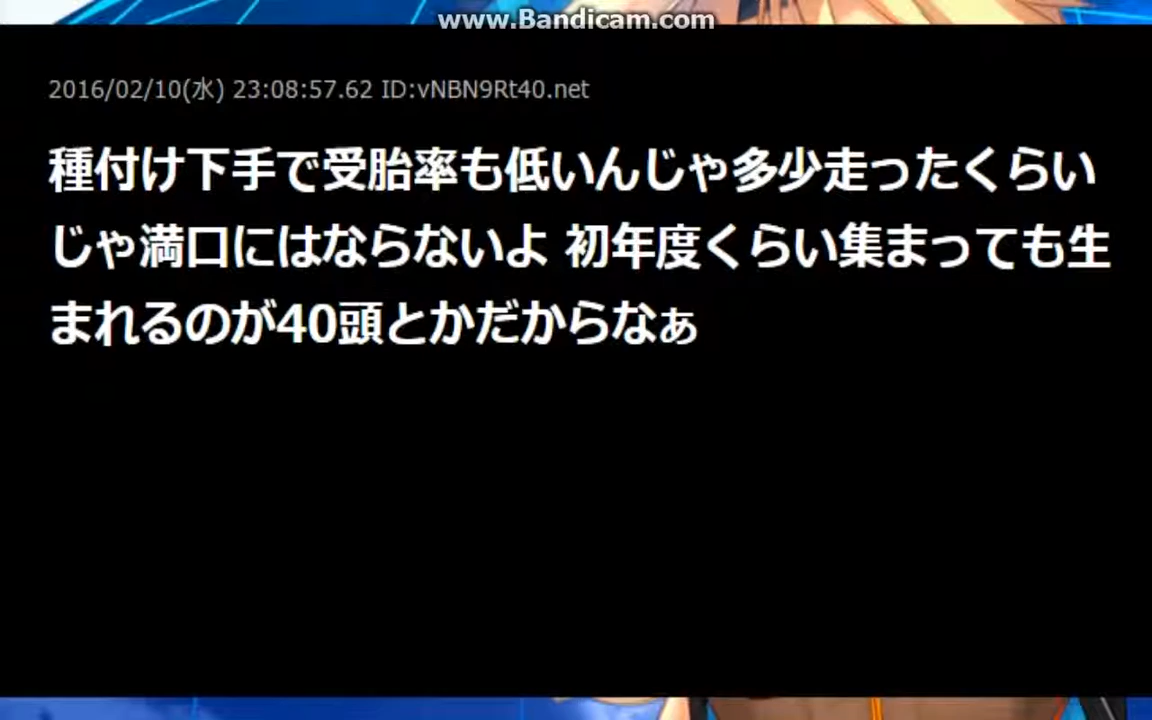 www.Bandicam.com
2016/02/10(水) 23:08:57.62 ID:vNBN9Rt40.net
種付け下手で受胎率も低いんじゃ多少走ったくらい
じゃ満口にはならないよ 初年度くらい集まっても生
まれるのが40頭とかだからなぁ